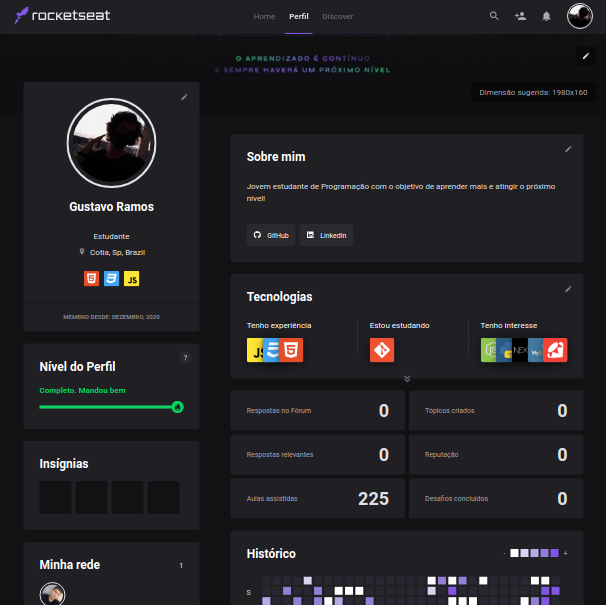 rocketseat
Home Perfil Discover
O APRENDIZADO É CONTÍNUO
E SEMPRE HAVERÁ UM PRÓXIMO NÍVEL
Dimensão sugerida: 1980x160
Gustavo Ramos
Estudante
Cotia, Sp, Brazil
JS
MEMBRO DESDE: DEZEMBRO, 2020
Nível do Perfil
?
Completo. Mandou bem
Insígnias
Minha rede
1
Sobre mim
Jovem estudante de Programação com o objetivo de aprender mais e atingir o próximo
nível!
GitHub
LinkedIn
Tecnologias
Tenho experiência
Estou estudando
Tenho interesse
Respostas no Fórum 0
Tópicos criados 0
Respostas relevantes 0
Reputação 0
Aulas assistidas 225
Desafios concluídos 0
Histórico
- +
S